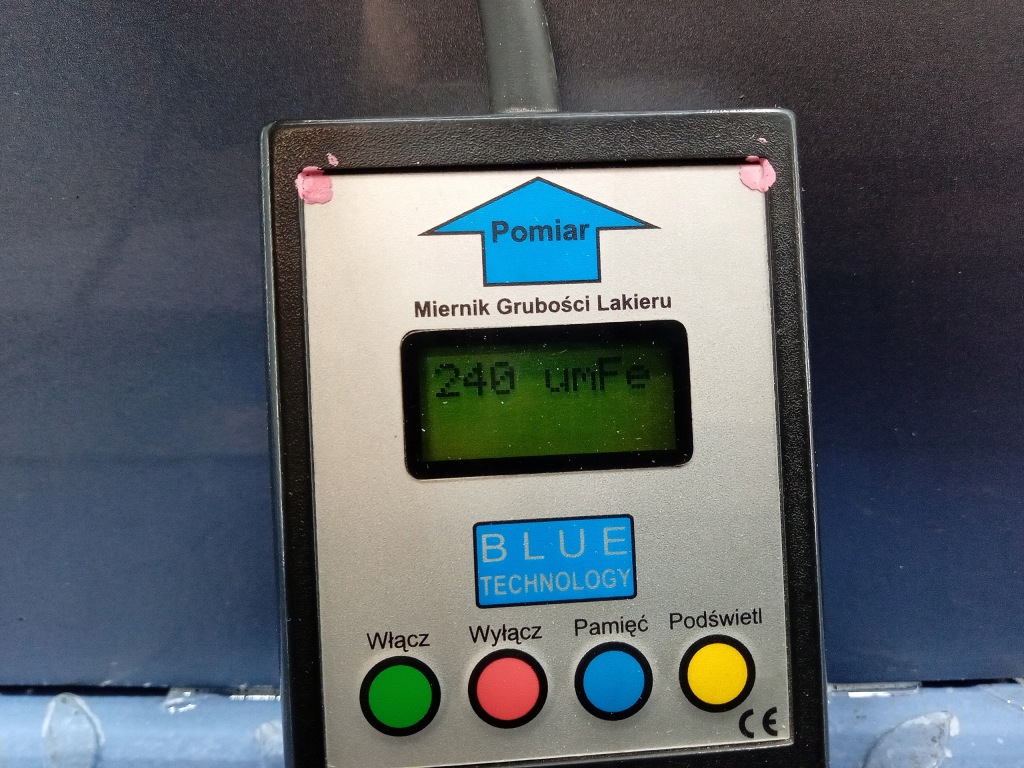 Pomiar
Miernik Grubości Lakieru
240 umFe
BLUE
TECHNOLOGY
Włącz Wyłącz Pamięć Podświetl
CE